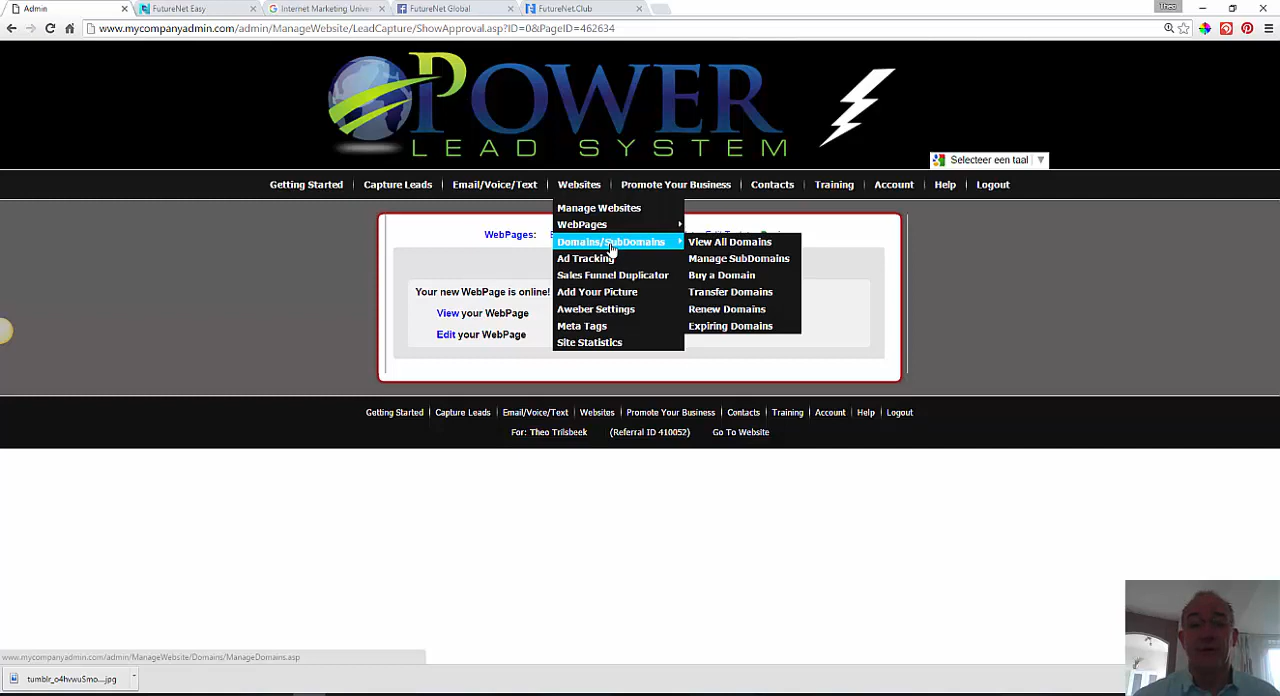 Admin
FutureNet Easy
Internet Marketing Univer
FutureNet Global
FutureNet.Club
Theo
www.mycompanyadmin.com/admin/ManageWebsite/LeadCapture/ShowApproval.asp?ID=0&PageID=462634
POWER
LEAD SYSTEM
Selecteer een taal
Getting Started Capture Leads Email/Voice/Text Websites Promote Your Business Contacts Training Account Help Logout
Manage Websites
WebPages
Domains/SubDomains
Ad Tracking
Sales Funnel Duplicator
Add Your Picture
Aweber Settings
Meta Tags
Site Statistics
View All Domains
Manage SubDomains
Buy a Domain
Transfer Domains
Renew Domains
Expiring Domains
WebPages:
Your new WebPage is online!
View your WebPage
Edit your WebPage
Getting Started Capture Leads Email/Voice/Text Websites Promote Your Business Contacts Training Account Help Logout
For: Theo Trilsbeek (Referral ID 410052) Go To Website
www.mycompanyadmin.com/admin/ManageWebsite/Domains/ManageDomains.asp
tumblr_o4hvwuSmo....jpg